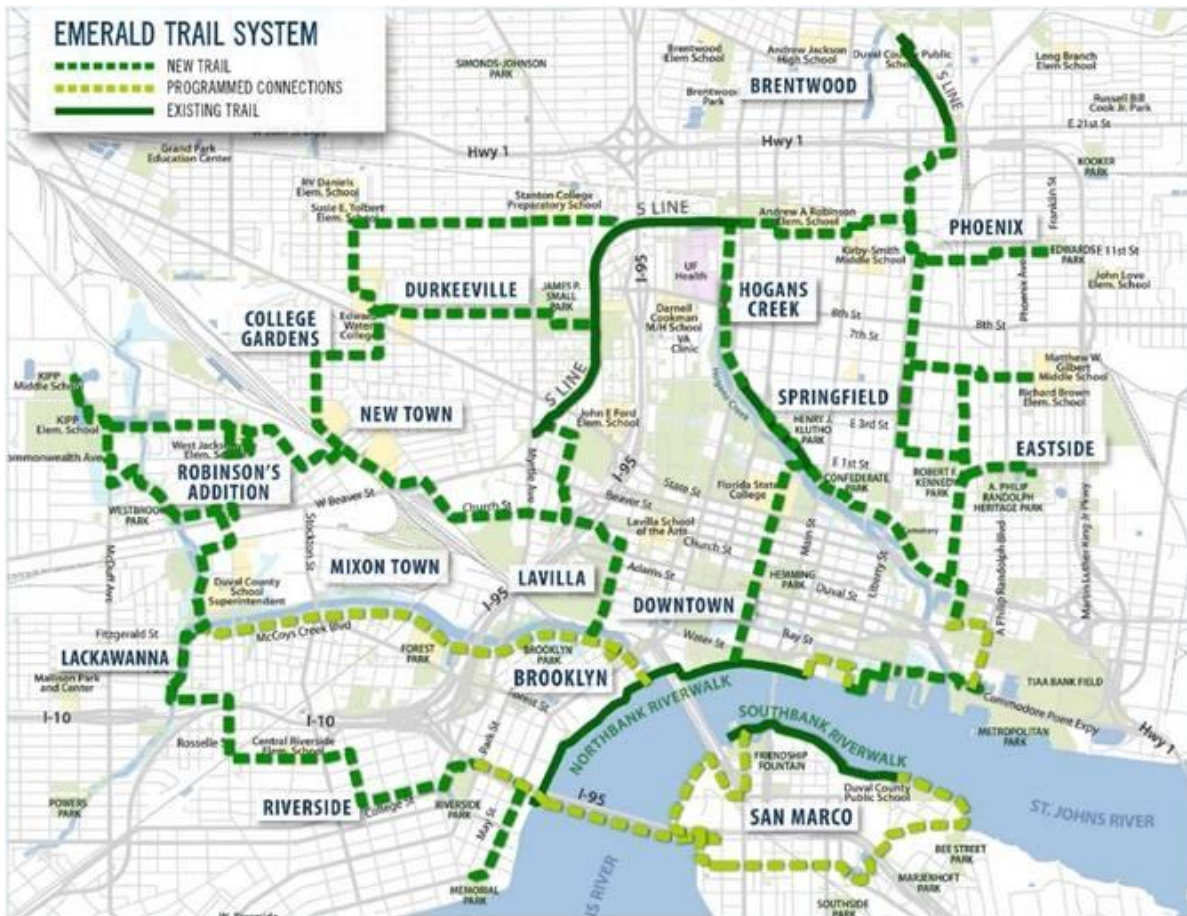 EMERALD TRAIL SYSTEM
NEW TRAIL
PROGRAMMED CONNECTIONS
EXISTING TRAIL
SIMONDS-JOHNSON
PARK
Brentwood
Elem School
Andrew Jackson
High School
Duval County Public
Long Branch
Elem School
BRENTWOOD
Brentwood
Park
S LINE
Russell Bill
Cook Jr. Park
E 21st St
Grand Park
Education Center
Hwy 1
Hwy 1
KOOKER
PARK
RV Daniels
Elem. School
Susie E. Tolbert
Elem. School
Stanton College
Preparatory School
S LINE
Andrew A Robinson
Elem. School
Franklin St
PHOENIX
Kirby-Smith
Middle School
EDWARDS
PARK
E 11st St
UF
Health
I-95
Phoenix Ave
John Love
Elem. School
DURKEEVILLE
JAMES P.
SMALL
PARK
HOGANS
CREEK
COLLEGE
GARDENS
Edward
Water
College
Darnell
Cookman
M/H School
VA
Clinic
8th St
7th St
8th St
KIPP
Middle School
S LINE
Hogans Creek
Matthew W.
Gilbert
Middle School
Richard Brown
Elem. School
NEW TOWN
SPRINGFIELD
KIPP
Elem. School
John E Ford
Elem. School
HENRY J.
KLUTHO
PARK
E 3rd St
West Jackson
Elem. School
EASTSIDE
ommonwealth Ave
ROBINSON'S
ADDITION
Myrtle Ave
I-95
E 1st St
W Beaver St
State St
Florida State
College
CONFEDERATE
PARK
ROBERT F.
KENNEDY
PARK
A. PHILIP
RANDOLPH
HERITAGE PARK
WESTBROOK
PARK
Church St
Beaver St
Stockton St
Lavilla School
of the Arts
Church St
Main St
Cemetery
McDuff Ave
MIXON TOWN
LAVILLA
Adams St
HEMMING
PARK
Liberty St
A Philip Randolph Blvd
Martin Luther King Jr Pkwy
Duval County
School
Superintendent
I-95
DOWNTOWN
Duval St
Fitzgerald St
McCoys Creek Blvd
Water St
Bay St
LACKAWANNA
FOREST
PARK
BROOKLYN
PARK
BROOKLYN
Mallison Park
and Center
TIAA BANK FIELD
Forest St
NORTHBANK RIVERWALK
SOUTHBANK RIVERWALK
Commodore Point Expy
I-10
I-10
Park St
METROPOLITAN
PARK
Hwy 1
Rosselle
Central Riverside
Elem. School
FRIENDSHIP
FOUNTAIN
Duval County
Public School
POWERS
PARK
RIVERSIDE
College St
RIVERSIDE
PARK
I-95
SAN MARCO
ST. JOHNS RIVER
May St
BEE STREET
PARK
MEMORIAL
PARK
NS RIVER
MARJENHOFT
PARK
SOUTHSIDE
PARK